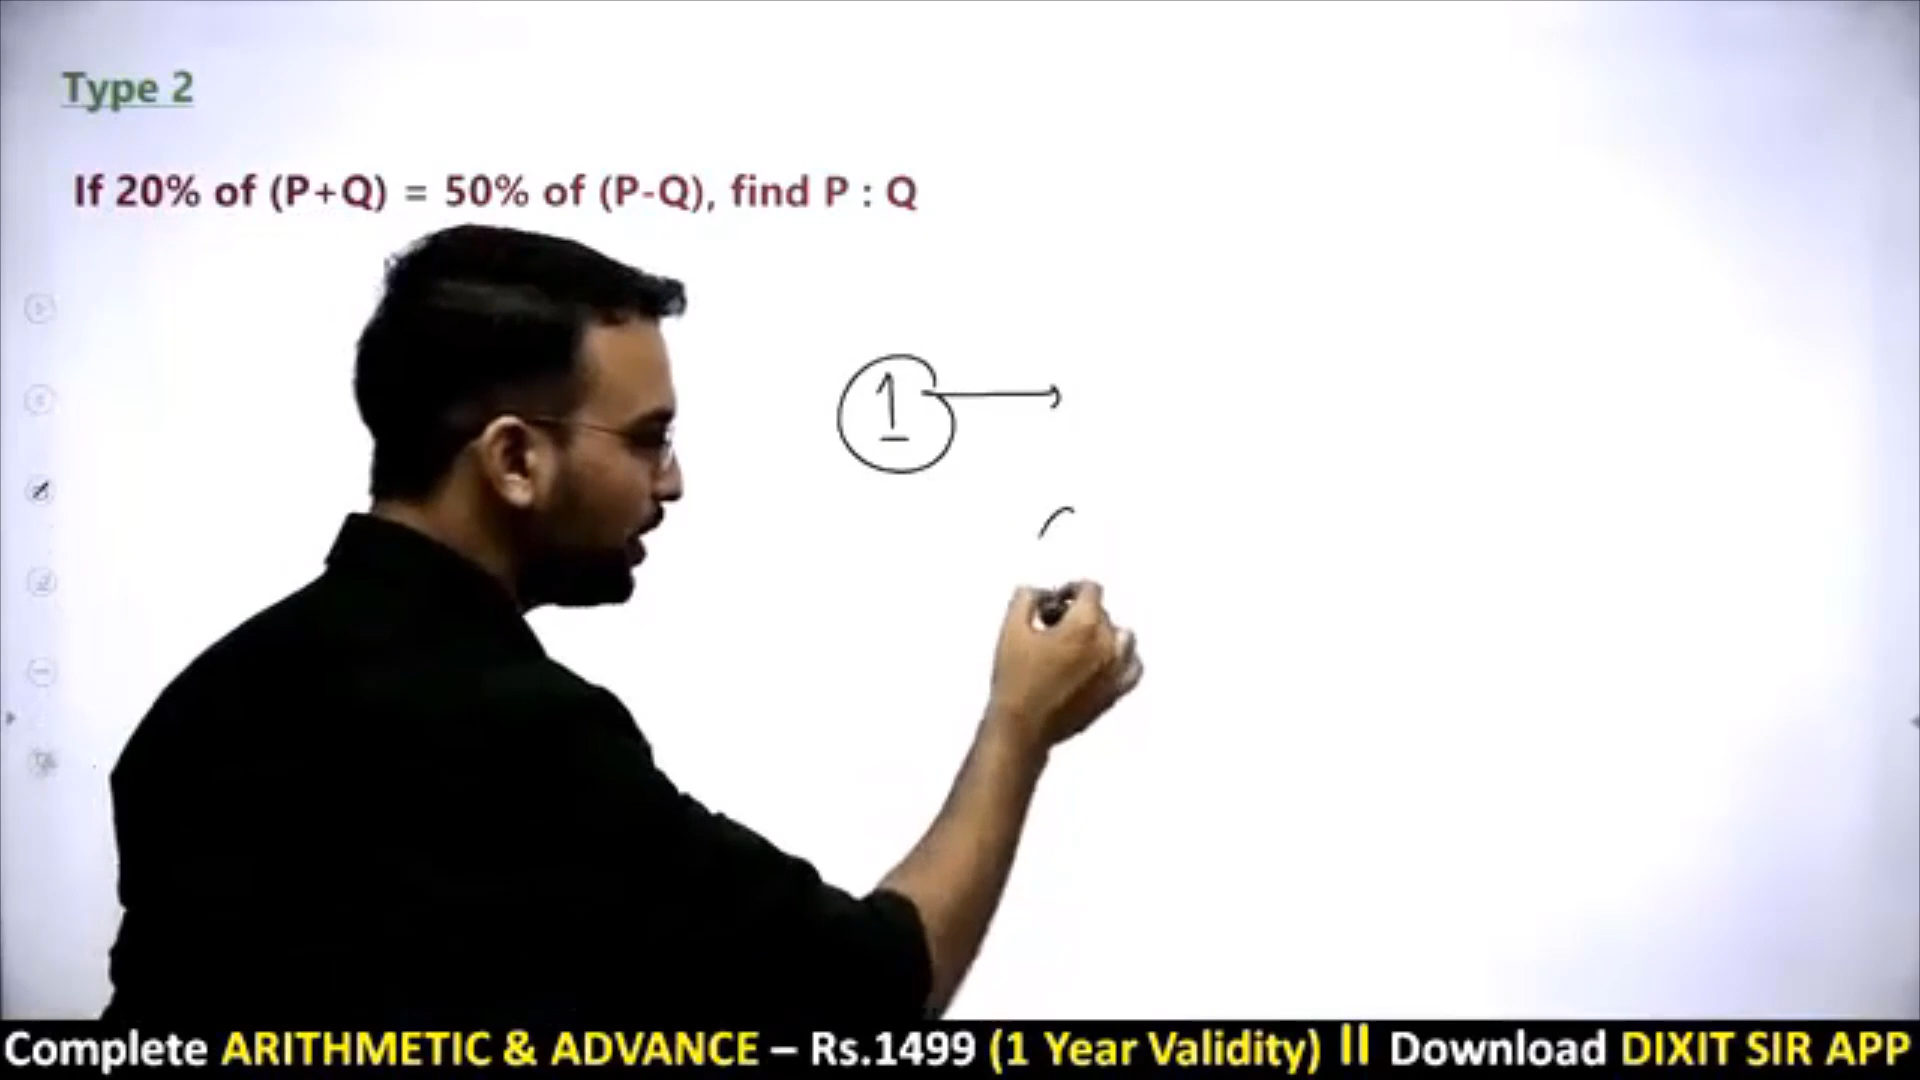 Type 2
If 20% of (P+Q) = 50% of (P-Q), find P : Q
1
Complete ARITHMETIC & ADVANCE – Rs.1499 (1 Year Validity) || Download DIXIT SIR APP